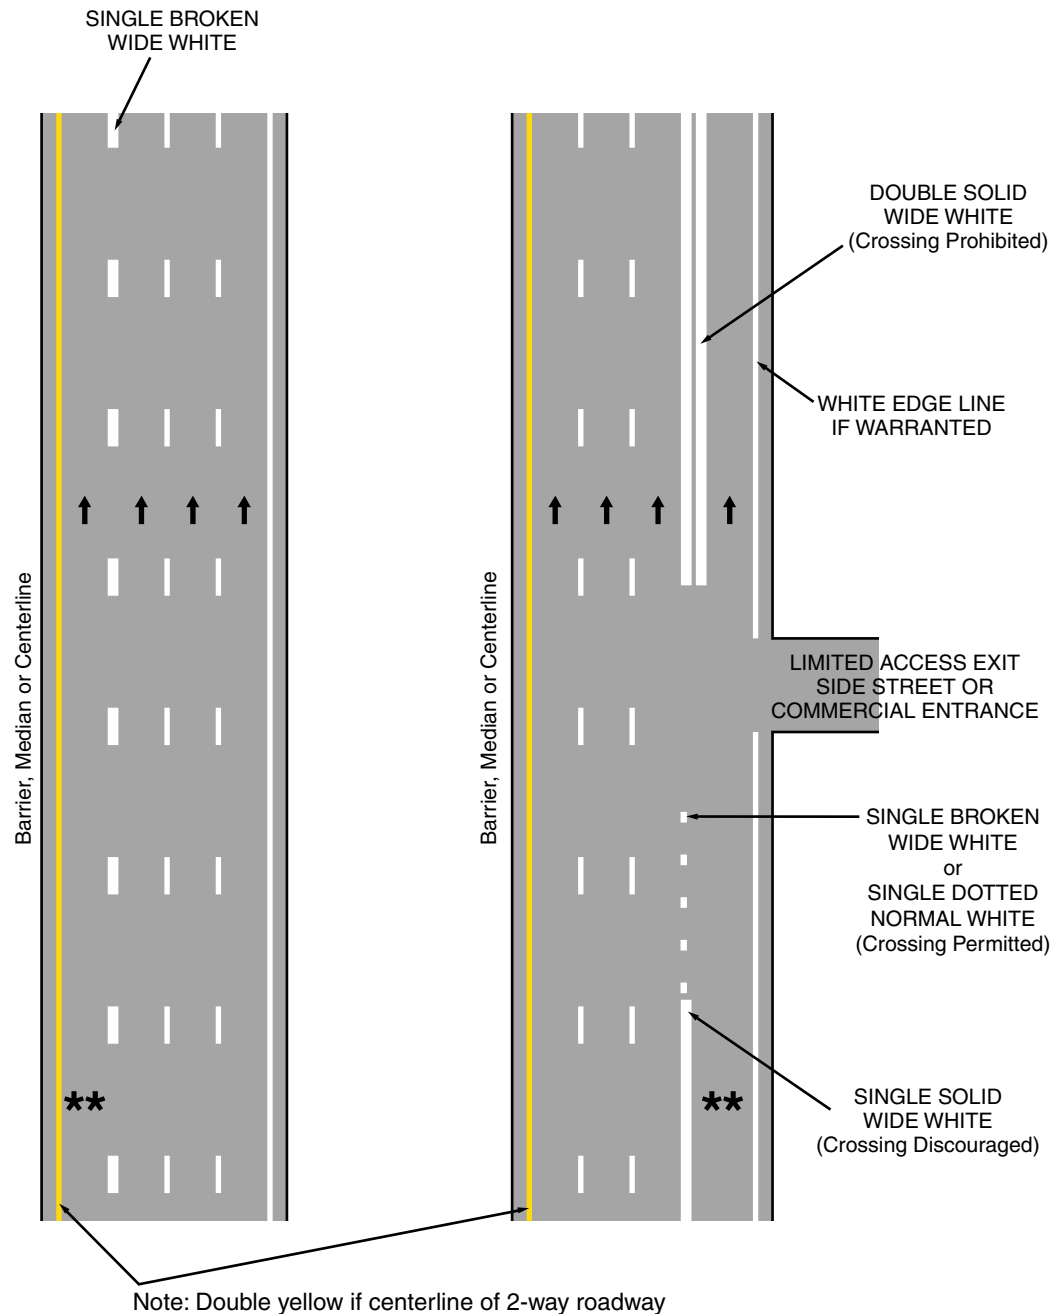 SINGLE BROKEN
WIDE WHITE
DOUBLE SOLID
WIDE WHITE
(Crossing Prohibited)
WHITE EDGE LINE
IF WARRANTED
Barrier, Median or Centerline
Barrier, Median or Centerline
LIMITED ACCESS EXIT
SIDE STREET OR
COMMERCIAL ENTRANCE
SINGLE BROKEN
WIDE WHITE
or
SINGLE DOTTED
NORMAL WHITE
(Crossing Permitted)
**
**
SINGLE SOLID
WIDE WHITE
(Crossing Discouraged)
Note: Double yellow if centerline of 2-way roadway